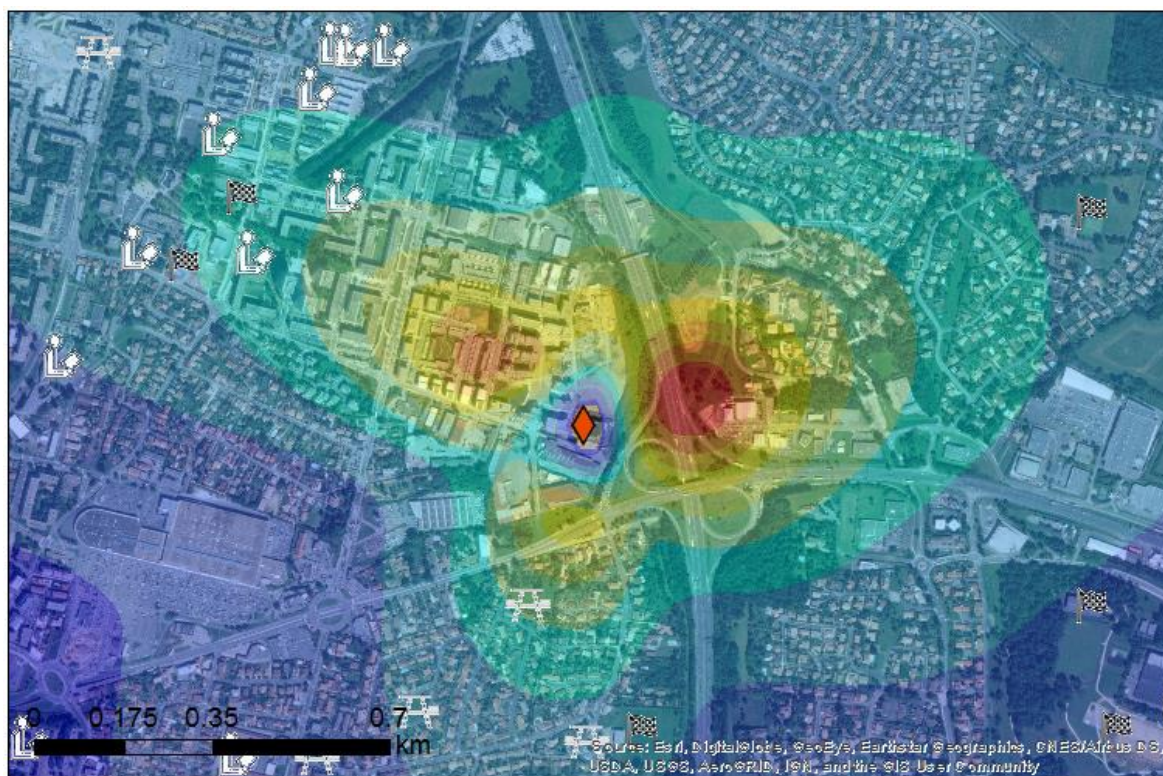 0 0.175 0.35 0.7
km
Source: Esri, DigitalGlobe, GeoEye, Earthstar Geographics, CNES/Airbus DS,
USDA, USGS, AeroGRID, IGN, and the GIS User Community